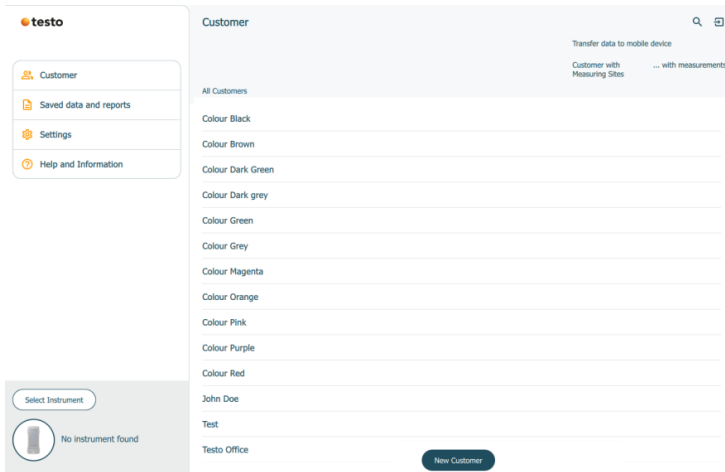 testo
Customer
Saved data and reports
Settings
Help and Information
Select Instrument
No instrument found
Customer
Transfer data to mobile device
Customer with
Measuring Sites
... with measurements
All Customers
Colour Black
Colour Brown
Colour Dark Green
Colour Dark grey
Colour Green
Colour Grey
Colour Magenta
Colour Orange
Colour Pink
Colour Purple
Colour Red
John Doe
Test
Testo Office
New Customer